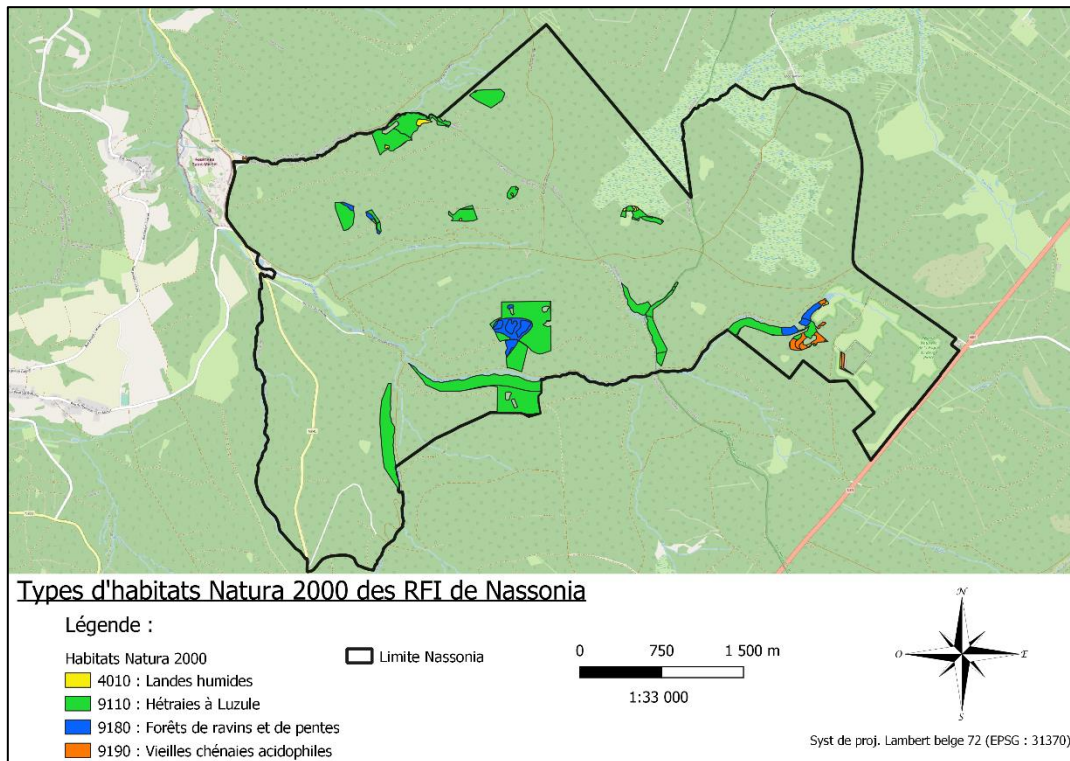 Types d'habitats Natura 2000 des RFI de Nassonia
Légende :
Habitats Natura 2000
4010 : Landes humides
9110 : Hétraies à Luzule
9180 : Forêts de ravins et de pentes
9190 : Vieilles chénaies acidophiles
Limite Nassonia
0 750 1 500 m
1:33 000
N
O
E
S
Syst de proj. Lambert belge 72 (EPSG : 31370)